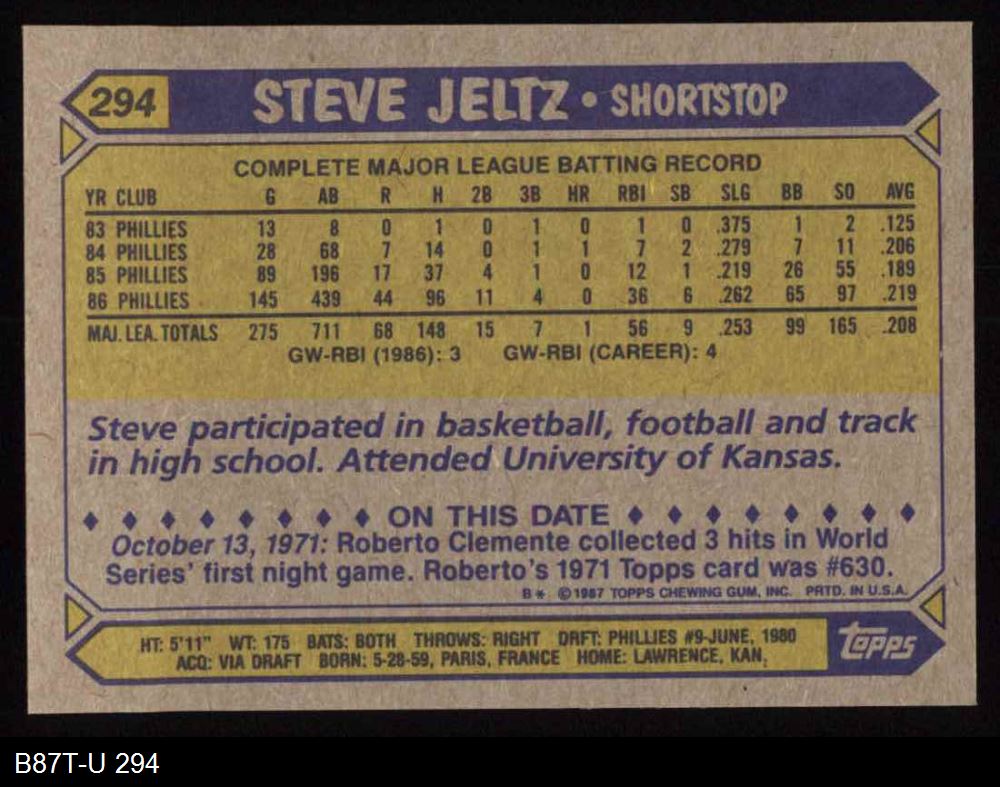 294 STEVE JELTZ • SHORTSTOP
COMPLETE MAJOR LEAGUE BATTING RECORD
YR CLUB G AB R H 2B 3B HR RBI SB SLG BB SO AVG
83 PHILLIES 13 8 0 1 0 1 0 1 0 .375 1 2 .125
84 PHILLIES 28 68 7 14 0 1 1 7 2 .279 7 11 .206
85 PHILLIES 89 196 17 37 4 1 0 12 1 .219 26 55 .189
86 PHILLIES 145 439 44 96 11 4 0 36 6 .262 65 97 .219
MAJ. LEA. TOTALS 275 711 68 148 15 7 1 56 9 .253 99 165 .208
GW-RBI (1986): 3 GW-RBI (CAREER): 4
Steve participated in basketball, football and track
in high school. Attended University of Kansas.
ON THIS DATE
October 13, 1971: Roberto Clemente collected 3 hits in World
Series' first night game. Roberto's 1971 Topps card was #630.
B* ©1987 TOPPS CHEWING GUM, INC. PRTD. IN U.S.A.
HT: 5'11" WT: 175 BATS: BOTH THROWS: RIGHT DRFT: PHILLIES #9-JUNE, 1980
ACQ: VIA DRAFT BORN: 5-28-59, PARIS, FRANCE HOME: LAWRENCE, KAN.
topps
B87T-U 294